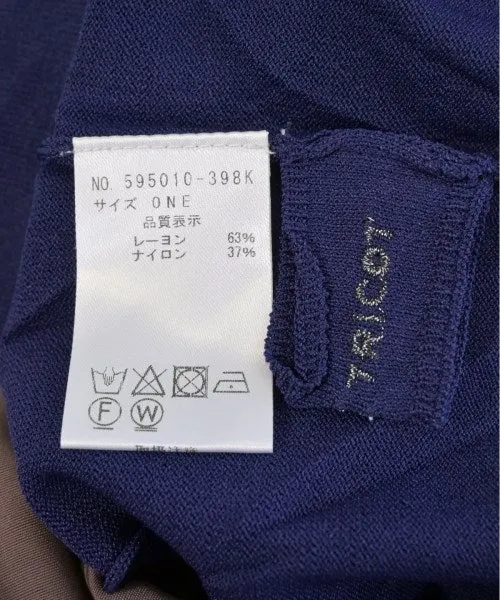 NO. 595010-398K
サイズ ONE
品質表示
レーヨン 63%
ナイロン 37%
F W
TRICOT